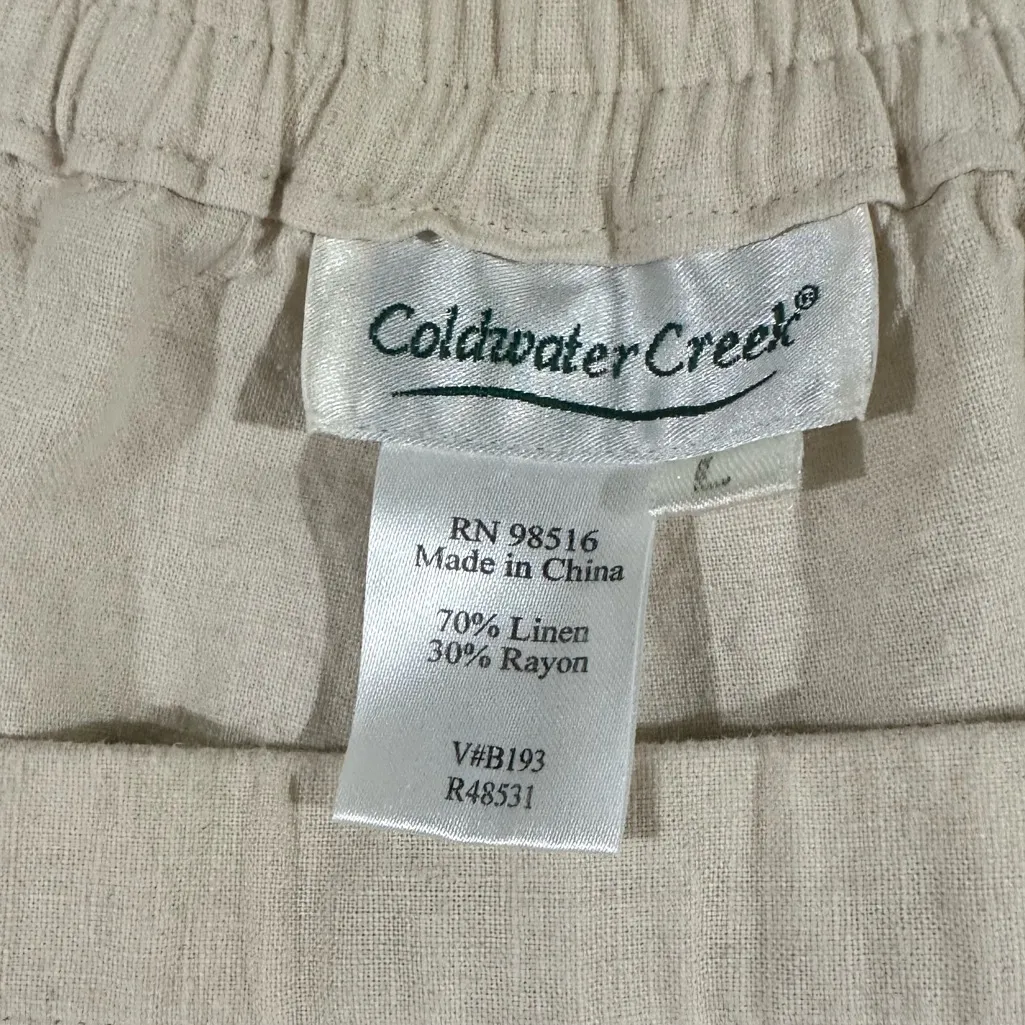 Coldwater Creek®
L
RN 98516
Made in China
70% Linen
30% Rayon
V#B193
R48531